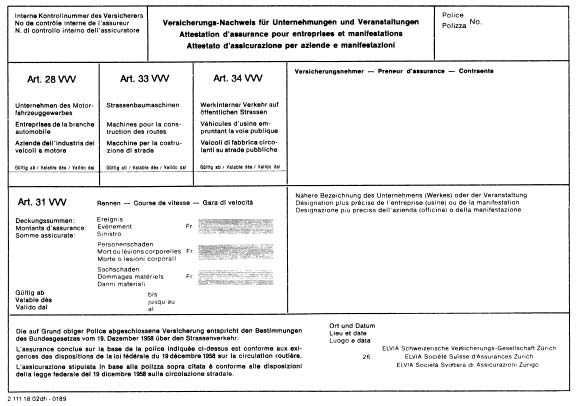 Interne Kontrollnummer des Versicherers
No de contrôle interne de l'assureur
N. di controllo interno dell'assicuratore
Versicherungs-Nachweis für Unternehmungen und Veranstaltungen
Attestation d'assurance pour entreprises et manifestations
Attestato d'assicurazione per aziende e manifestazioni
Police
Polizza No.
Art. 28 VVV
Unternehmen des Motor-
fahrzeuggewerbes
Entreprises de la branche
automobile
Aziende dell'industria dei
veicoli a motore
Gültig ab / Valable dès / Valido dal
Art. 33 VVV
Strassenbaumaschinen
Machines pour la cons-
truction des routes
Macchine per la costru-
zione di strade
Gültig ab / Valable dès / Valido dal
Art. 34 VVV
Werkinterner Verkehr auf
öffentlichen Strassen
Véhicules d'usine em-
pruntant la voie publique
Veicoli di fabbrica circo-
lanti su strade pubbliche
Gültig ab / Valable dès / Valido dal
Versicherungsnehmer — Preneur d'assurance — Contraente
Art. 31 VVV
Rennen — Course de vitesse — Gara di velocità
Deckungssummen:
Montants d'assurance:
Somme assicurate:
Ereignis
Evénement Fr.
Sinistro
Personenschaden
Mort ou lésions corporelles Fr.
Morte o lesioni corporali
Sachschaden
Dommages matériels Fr.
Danni materiali
Gültig ab
Valable dès
Valido dal
bis
jusqu'au
al
Nähere Bezeichnung des Unternehmens (Werkes) oder der Veranstaltung
Désignation plus précise de l'entreprise (usine) ou de la manifestation
Designazione più precisa dell'azienda (officina) o della manifestazione
Die auf Grund obiger Police abgeschlossene Versicherung entspricht den Bestimmungen
des Bundesgesetzes vom 19. Dezember 1958 über den Strassenverkehr.
L'assurance conclue sur la base de la police indiquée ci-dessus est conforme aux exi-
gences des dispositions de la loi fédérale du 19 décembre 1958 sur la circulation routière.
L'assicurazione stipulata in base alla polizza sopra citata è conforme alle disposizioni
della legge federale del 19 dicembre 1958 sulla circolazione stradale.
Ort und Datum
Lieu et date
Luogo e data
ELVIA Schweizerische Versicherungs-Gesellschaft Zürich
26 ELVIA Société Suisse d'Assurances Zurich
ELVIA Società Svizzera di Assicurazioni Zurigo
2 111.18 02dfi - 0189